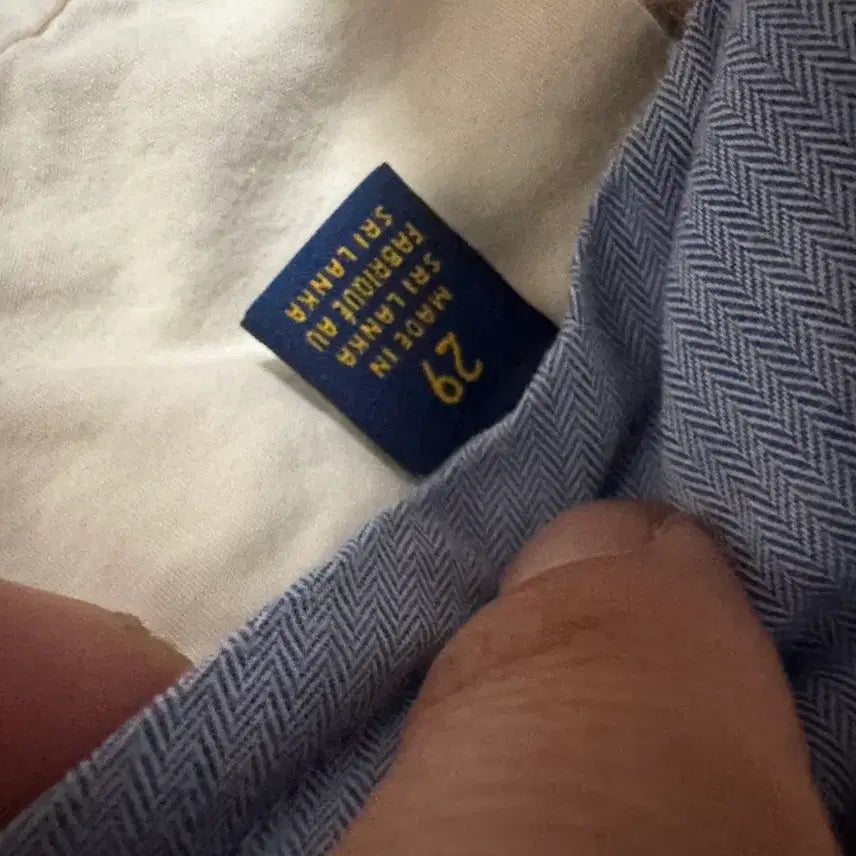 29
MADE IN
SRI LANKA
FABRIQUÉ AU
SRI LANKA